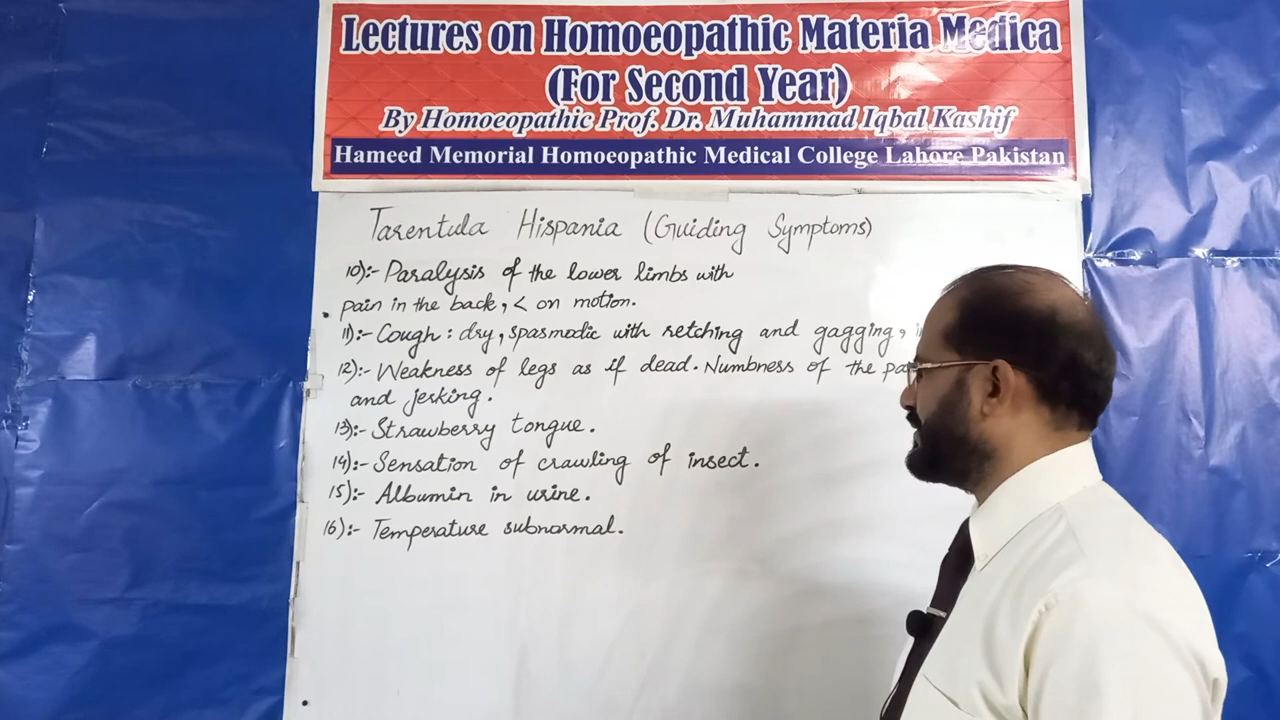 Lectures on Homoeopathic Materia Medica
(For Second Year)
By Homoeopathic Prof. Dr. Muhammad Iqbal Kashif
Hameed Memorial Homoeopathic Medical College Lahore Pakistan
Tarentula Hispania (Guiding Symptoms)
10):- Paralysis of the lower limbs with
pain in the back, < on motion.
11):- Cough: dry, spasmodic with retching and gagging,
12):- Weakness of legs as if dead. Numbness of the
and jerking.
13):- Strawberry tongue.
14):- Sensation of crawling of insect.
15):- Albumin in urine.
16):- Temperature subnormal.